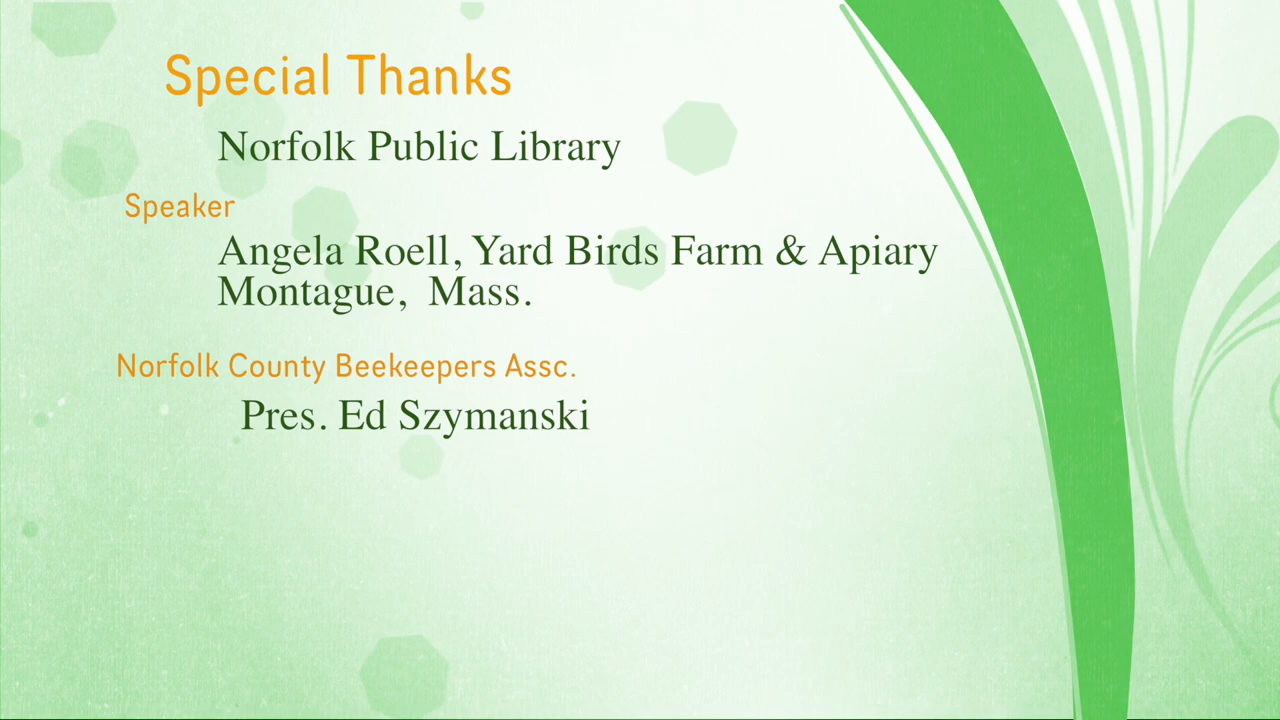 Special Thanks
Norfolk Public Library
Speaker
Angela Roell, Yard Birds Farm & Apiary
Montague, Mass.
Norfolk County Beekeepers Assc.
Pres. Ed Szymanski